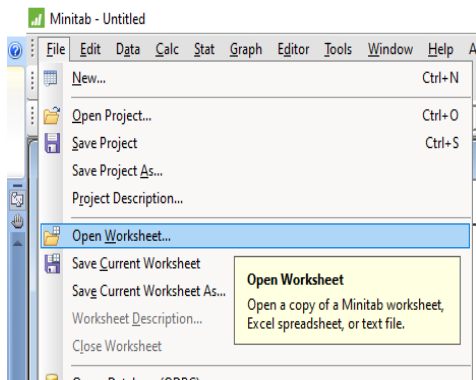 Minitab - Untitled
File Edit Data Calc Stat Graph Editor Tools Window Help A
New... Ctrl+N
Open Project... Ctrl+O
Save Project Ctrl+S
Save Project As...
Project Description...
Open Worksheet...
Save Current Worksheet
Save Current Worksheet As...
Worksheet Description...
Close Worksheet
Open Worksheet
Open a copy of a Minitab worksheet,
Excel spreadsheet, or text file.